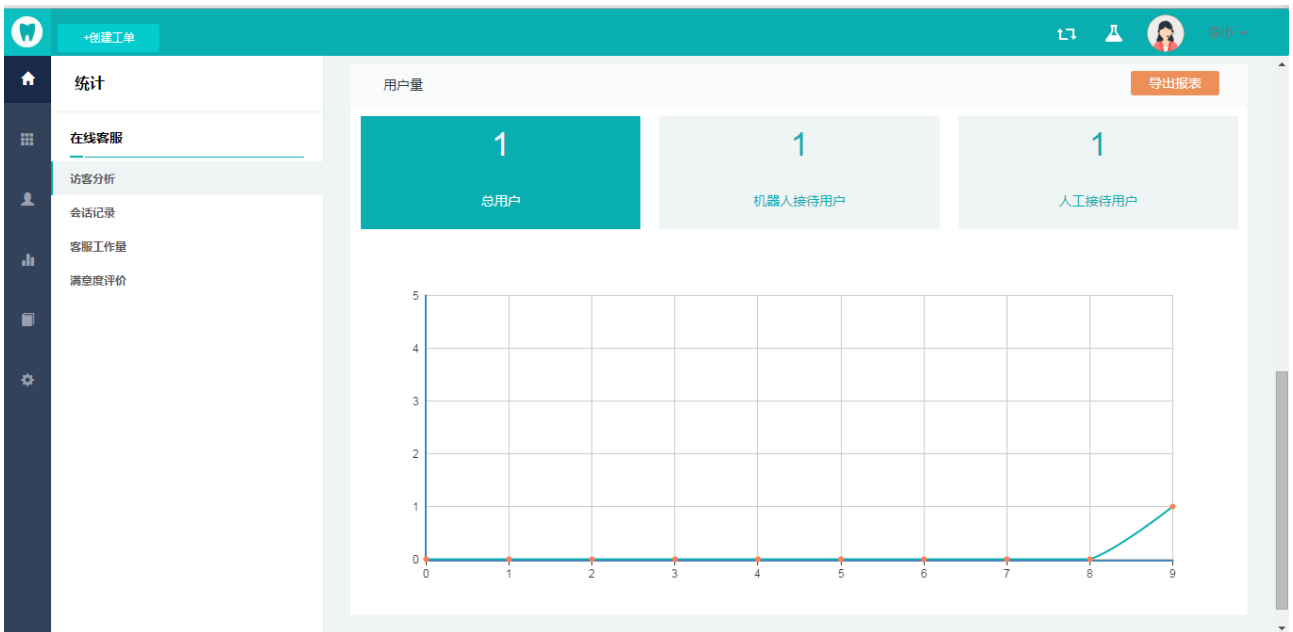 +创建工单
李小
统计
在线客服
访客分析
会话记录
客服工作量
满意度评价
用户量
导出报表
1
总用户
1
机器人接待用户
1
人工接待用户
5
4
3
2
1
0
0 1 2 3 4 5 6 7 8 9